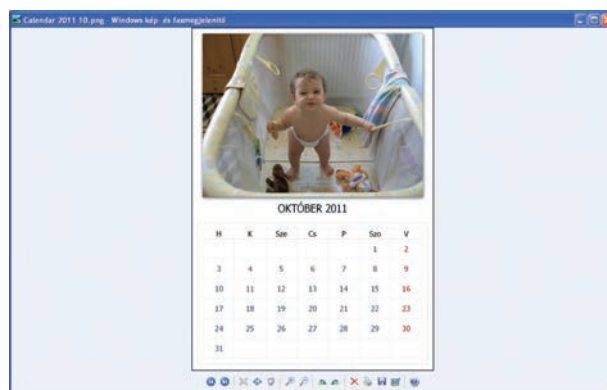 Calendar 2011 10.png - Windows kép- és faxmegjelenítő
OKTÓBER 2011
H K Sze Cs P Szo V
1 2
3 4 5 6 7 8 9
10 11 12 13 14 15 16
17 18 19 20 21 22 23
24 25 26 27 28 29 30
31